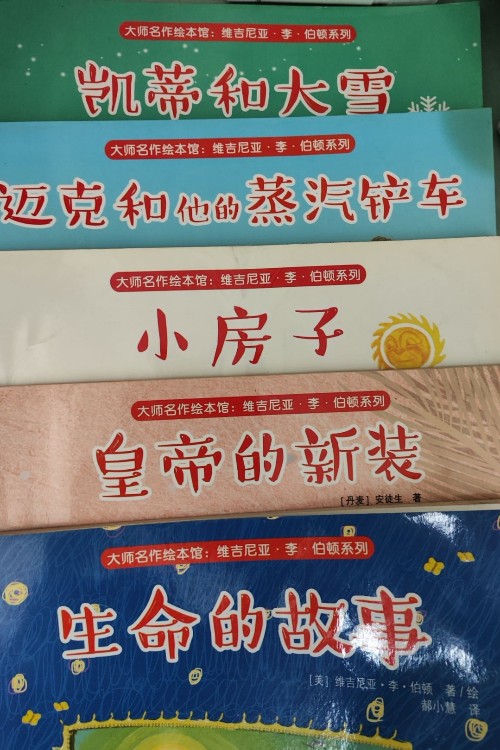 大师名作绘本馆：维吉尼亚·李·伯顿系列
凯蒂和大雪
大师名作绘本馆：维吉尼亚·李·伯顿系列
迈克和他的蒸汽铲车
大师名作绘本馆：维吉尼亚·李·伯顿系列
小房子
大师名作绘本馆：维吉尼亚·李·伯顿系列
皇帝的新装
［丹麦］安徒生 著
大师名作绘本馆：维吉尼亚·李·伯顿系列
生命的故事
［美］维吉尼亚·李·伯顿 著/绘
郝小慧 译